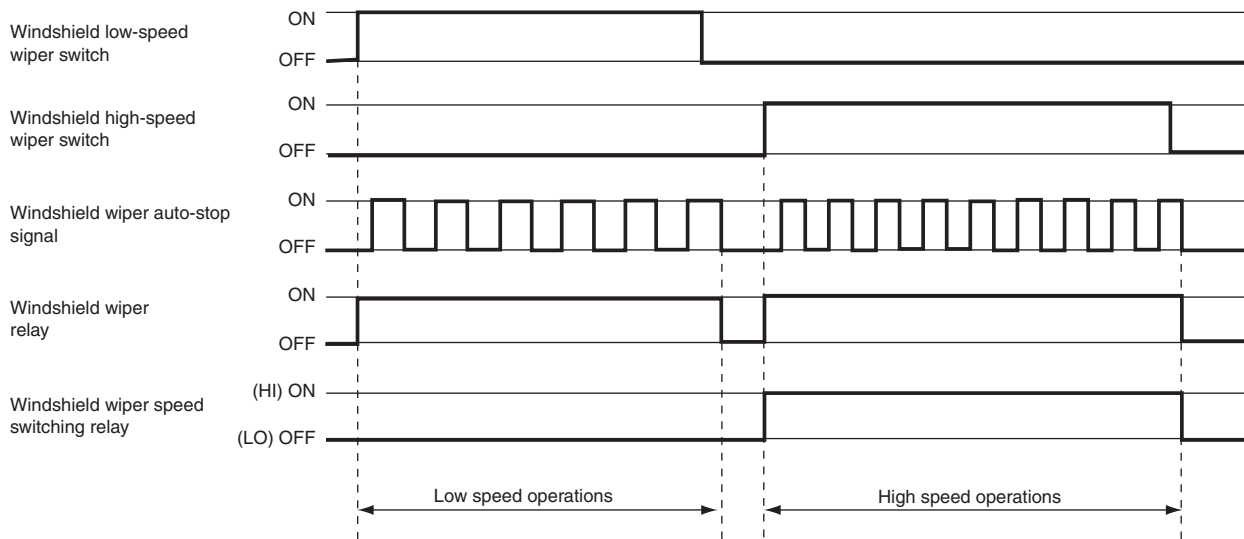 Windshield low-speed
wiper switch
ON
OFF
Windshield high-speed
wiper switch
ON
OFF
Windshield wiper auto-stop
signal
ON
OFF
Windshield wiper
relay
ON
OFF
Windshield wiper speed
switching relay
(HI) ON
(LO) OFF
Low speed operations
High speed operations